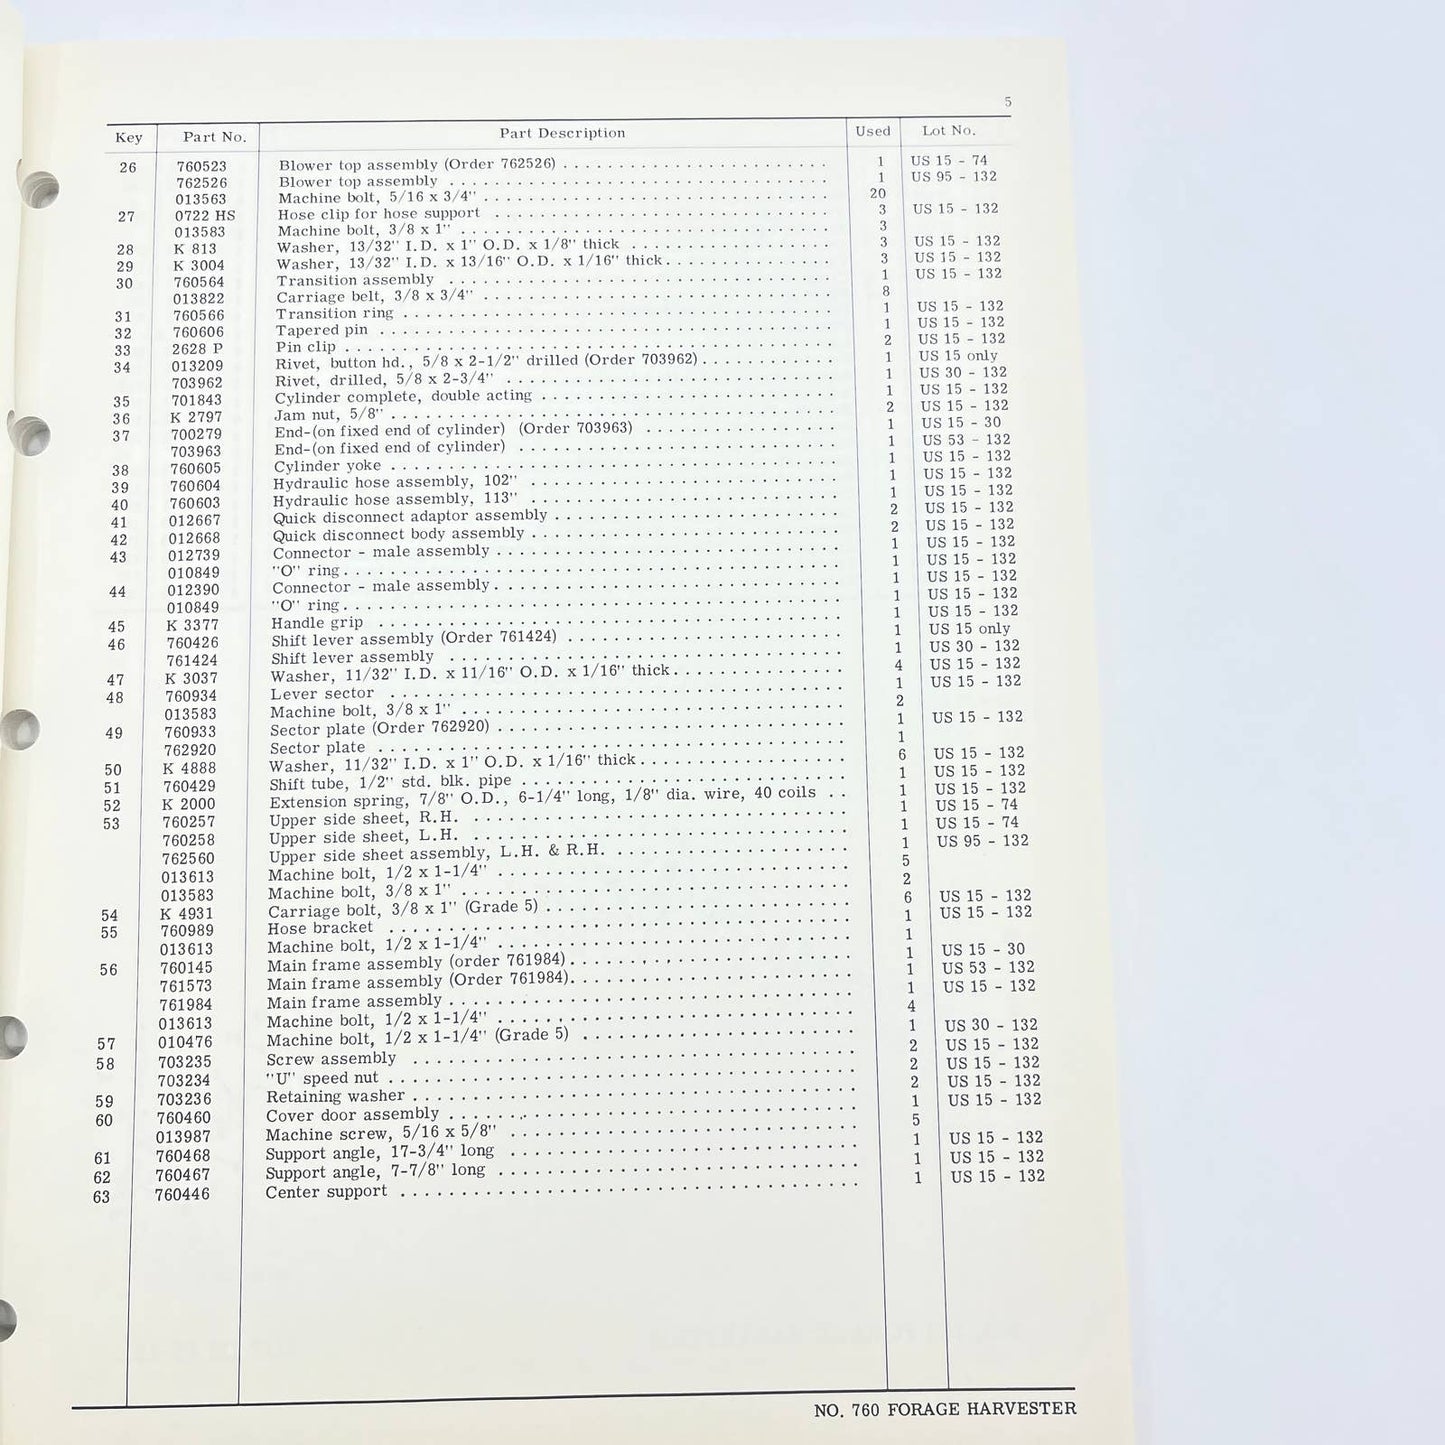 5
Key Part No. Part Description Used Lot No.
26 760523 Blower top assembly (Order 762526) 1 US 15 - 74
762526 Blower top assembly 1 US 95 - 132
013563 Machine bolt, 5/16 x 3/4" 20
27 0722 HS Hose clip for hose support 3 US 15 - 132
013583 Machine bolt, 3/8 x 1" 3
28 K 813 Washer, 13/32" I.D. x 1" O.D. x 1/8" thick 3 US 15 - 132
29 K 3004 Washer, 13/32" I.D. x 13/16" O.D. x 1/16" thick 3 US 15 - 132
30 760564 Transition assembly 1 US 15 - 132
013822 Carriage belt, 3/8 x 3/4" 8
31 760566 Transition ring 1 US 15 - 132
32 760606 Tapered pin 1 US 15 - 132
33 2628 P Pin clip 2 US 15 - 132
34 013209 Rivet, button hd., 5/8 x 2-1/2" drilled (Order 703962) 1 US 15 only
703962 Rivet, drilled, 5/8 x 2-3/4" 1 US 30 - 132
35 701843 Cylinder complete, double acting 1 US 15 - 132
36 K 2797 Jam nut, 5/8" 2 US 15 - 132
37 700279 End-(on fixed end of cylinder) (Order 703963) 1 US 15 - 30
703963 End-(on fixed end of cylinder) 1 US 53 - 132
38 760605 Cylinder yoke 1 US 15 - 132
39 760604 Hydraulic hose assembly, 102" 1 US 15 - 132
40 760603 Hydraulic hose assembly, 113" 1 US 15 - 132
41 012667 Quick disconnect adaptor assembly 2 US 15 - 132
42 012668 Quick disconnect body assembly 2 US 15 - 132
43 012739 Connector - male assembly 1 US 15 - 132
010849 "O" ring 1 US 15 - 132
44 012390 Connector - male assembly 1 US 15 - 132
010849 "O" ring 1 US 15 - 132
45 K 3377 Handle grip 1 US 15 - 132
46 760426 Shift lever assembly (Order 761424) 1 US 15 only
761424 Shift lever assembly 1 US 30 - 132
47 K 3037 Washer, 11/32" I.D. x 11/16" O.D. x 1/16" thick 4 US 15 - 132
48 760934 Lever sector 1 US 15 - 132
013583 Machine bolt, 3/8 x 1" 2
49 760933 Sector plate (Order 762920) 1 US 15 - 132
762920 Sector plate 1
50 K 4888 Washer, 11/32" I.D. x 1" O.D. x 1/16" thick 6 US 15 - 132
51 760429 Shift tube, 1/2" std. blk. pipe 1 US 15 - 132
52 K 2000 Extension spring, 7/8" O.D., 6-1/4" long, 1/8" dia. wire, 40 coils 1 US 15 - 132
53 760257 Upper side sheet, R.H. 1 US 15 - 74
760258 Upper side sheet, L.H. 1 US 15 - 74
762560 Upper side sheet assembly, L.H. & R.H. 1 US 95 - 132
013613 Machine bolt, 1/2 x 1-1/4" 5
013583 Machine bolt, 3/8 x 1" 2
54 K 4931 Carriage bolt, 3/8 x 1" (Grade 5) 6 US 15 - 132
55 760989 Hose bracket 1 US 15 - 132
013613 Machine bolt, 1/2 x 1-1/4" 1
56 760145 Main frame assembly (order 761984) 1 US 15 - 30
761573 Main frame assembly (Order 761984) 1 US 53 - 132
761984 Main frame assembly 1 US 15 - 132
013613 Machine bolt, 1/2 x 1-1/4" 4
57 010476 Machine bolt, 1/2 x 1-1/4" (Grade 5) 1 US 30 - 132
58 703235 Screw assembly 2 US 15 - 132
703234 "U" speed nut 2 US 15 - 132
59 703236 Retaining washer 2 US 15 - 132
60 760460 Cover door assembly 1 US 15 - 132
013987 Machine screw, 5/16 x 5/8" 5
61 760468 Support angle, 17-3/4" long 1 US 15 - 132
62 760467 Support angle, 7-7/8" long 1 US 15 - 132
63 760446 Center support 1 US 15 - 132
NO. 760 FORAGE HARVESTER